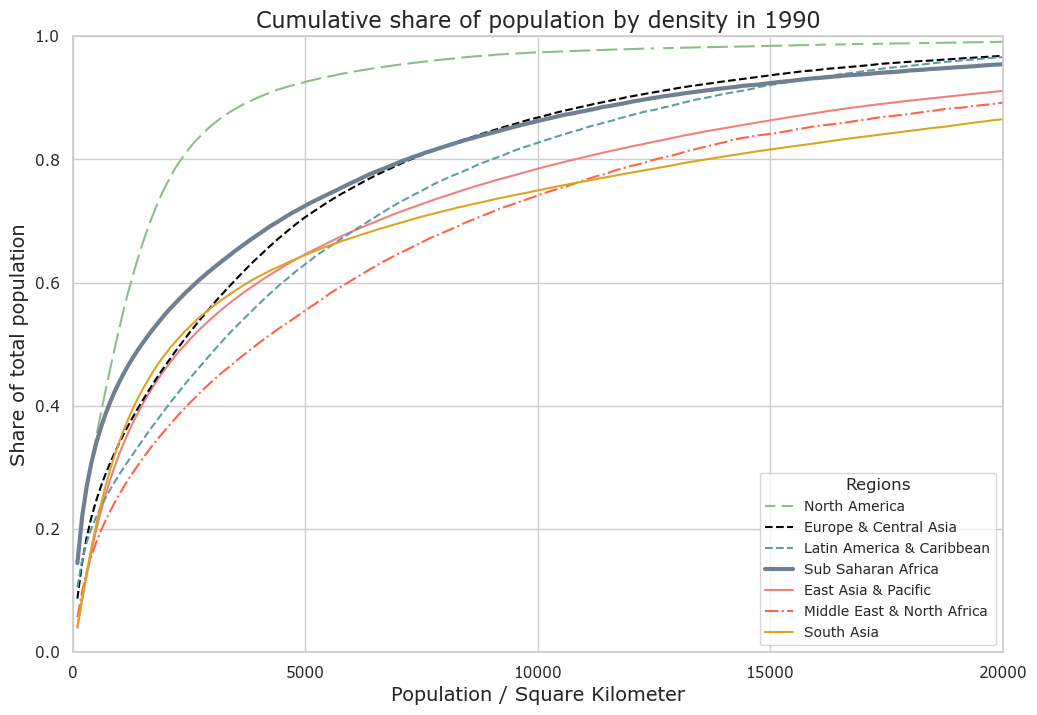 Cumulative share of population by density in 1990
1.0
0.8
0.6
0.4
0.2
0.0
Share of total population
0
5000
10000
15000
20000
Population / Square Kilometer
Regions
North America
Europe & Central Asia
Latin America & Caribbean
Sub Saharan Africa
East Asia & Pacific
Middle East & North Africa
South Asia